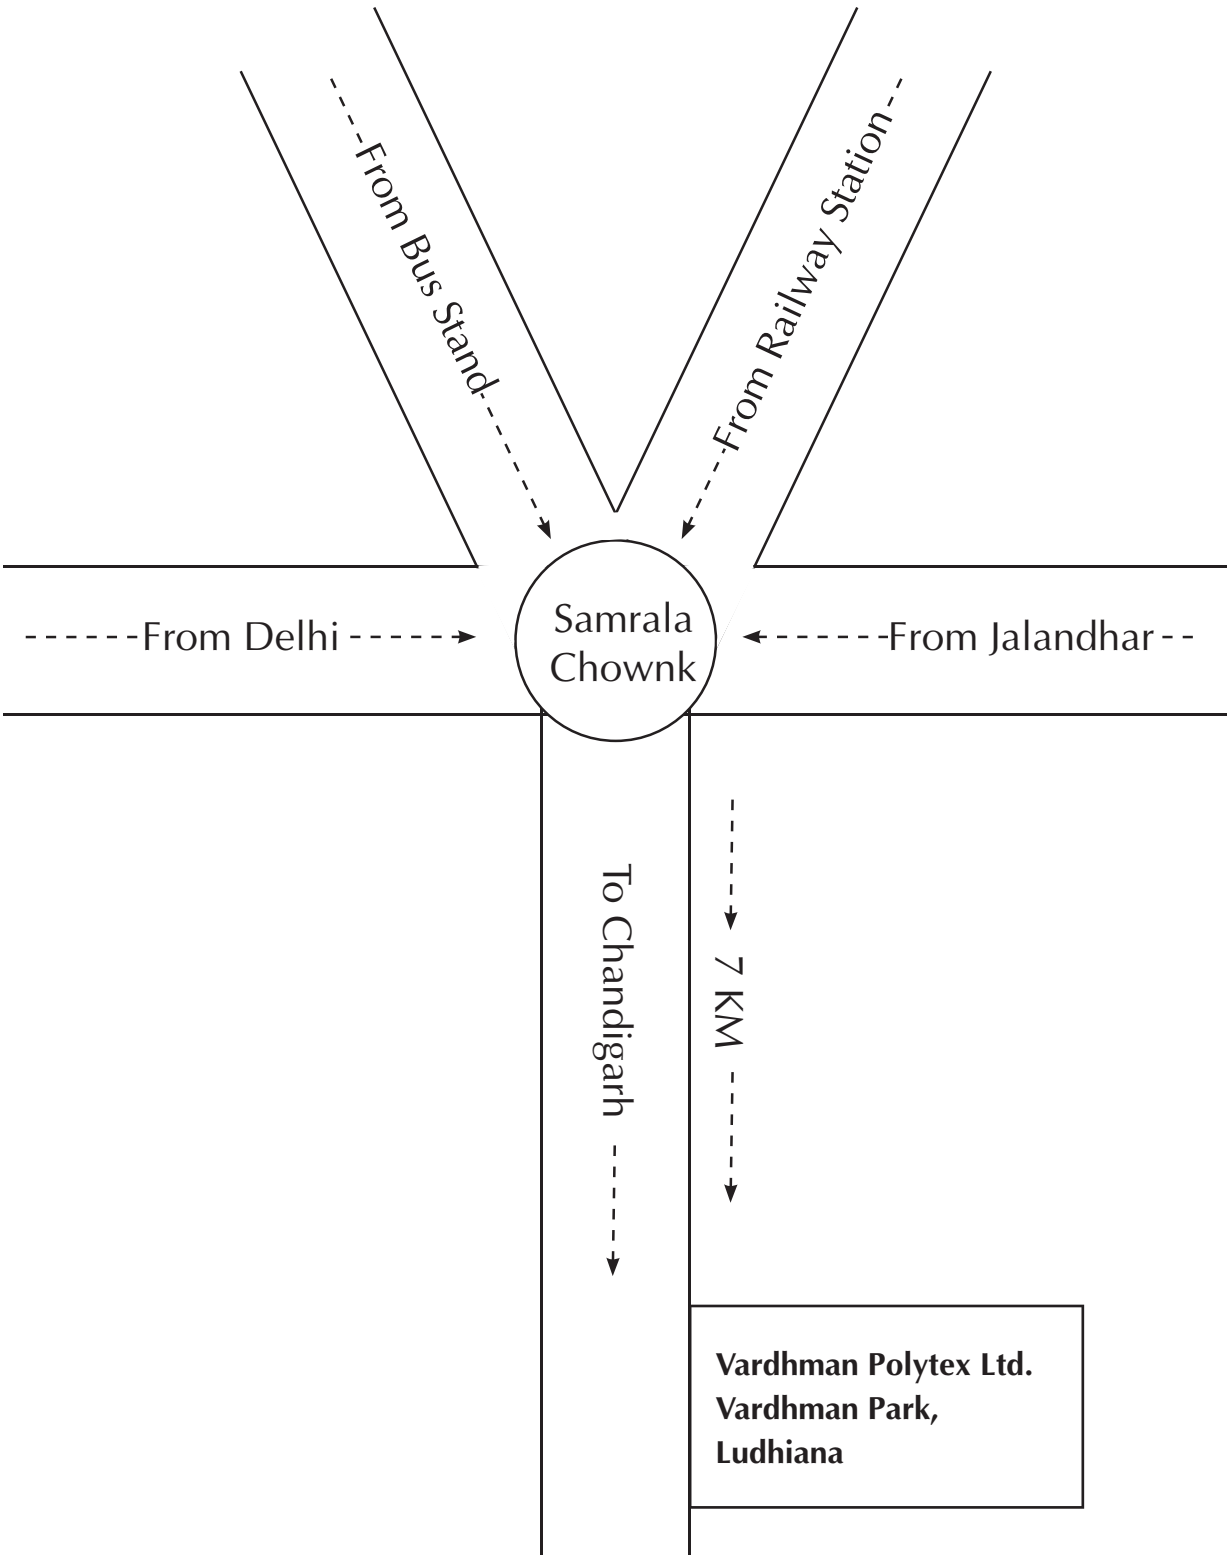 From Bus Stand
From Railway Station
From Delhi
Samrala
Chownk
From Jalandhar
To Chandigarh
7 KM
Vardhman Polytex Ltd.
Vardhman Park,
Ludhiana